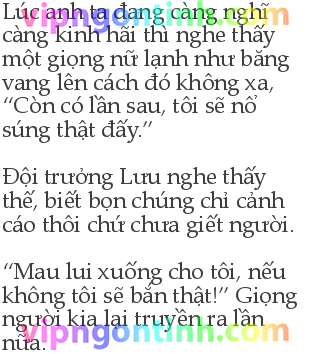 Lúc anh ta đang càng nghĩ
càng kinh hãi thì nghe thấy
một giọng nữ lạnh như băng
vang lên cách đó không xa,
“Còn có lần sau, tôi sẽ nổ
súng thật đấy.”
Đội trưởng Lưu nghe thấy
thế, biết bọn chúng chỉ cảnh
cáo thôi chứ chưa giết người.
“Mau lui xuống cho tôi, nếu
không tôi sẽ bắn thật!” Giọng
người kia lại truyền ra lần
nữa.
vipngontinh.com
vipngontinh.com